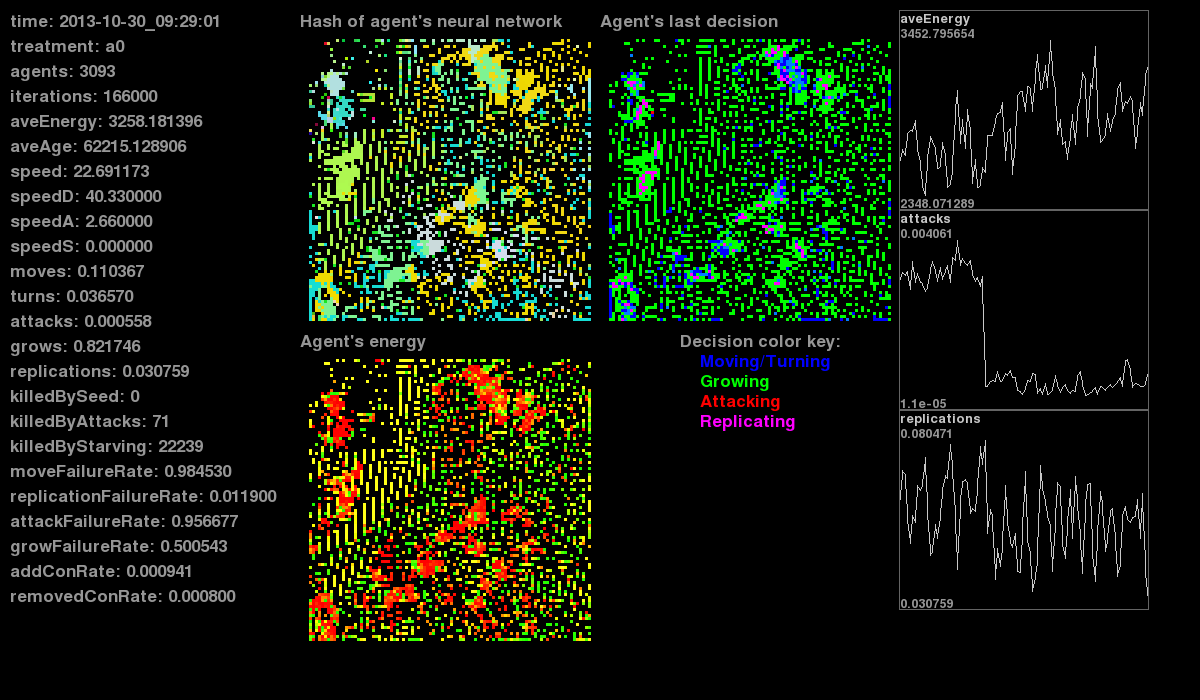 time: 2013-10-30_09:29:01
treatment: a0
agents: 3093
iterations: 166000
aveEnergy: 3258.181396
aveAge: 62215.128906
speed: 22.691173
speedD: 40.330000
speedA: 2.660000
speedS: 0.000000
moves: 0.110367
turns: 0.036570
attacks: 0.000558
grows: 0.821746
replications: 0.030759
killedBySeed: 0
killedByAttacks: 71
killedByStarving: 22239
moveFailureRate: 0.984530
replicationFailureRate: 0.011900
attackFailureRate: 0.956677
growFailureRate: 0.500543
addConRate: 0.000941
removedConRate: 0.000800
Hash of agent's neural network
Agent's last decision
Agent's energy
Decision color key:
Moving/Turning
Growing
Attacking
Replicating
aveEnergy
3452.795654
2348.071289
attacks
0.004061
1.1e-05
replications
0.080471
0.030759